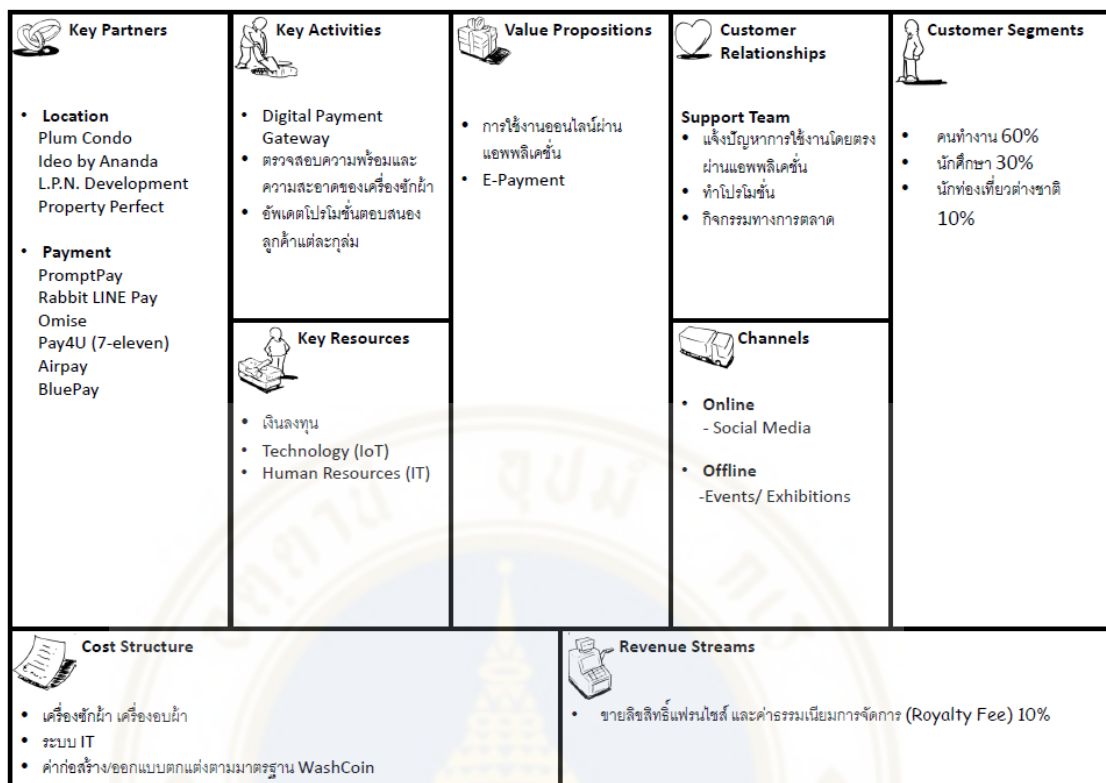 Key Partners
• Location
Plum Condo
Ideo by Ananda
L.P.N. Development
Property Perfect
• Payment
PromptPay
Rabbit LINE Pay
Omise
Pay4U (7-eleven)
Airpay
BluePay
Key Activities
• Digital Payment
Gateway
• ตรวจสอบความพร้อมและ
ความสะอาดของเครื่องซักผ้า
• อัพเดตโปรโมชั่นตอบสนอง
ลูกค้าแต่ละกุล่ม
Key Resources
• เงินลงทุน
• Technology (IoT)
• Human Resources (IT)
Value Propositions
• การใช้งานออนไลน์ผ่าน
แอพพลิเคชั่น
• E-Payment
Customer
Relationships
Support Team
• แจ้งปัญหาการใช้งานโดยตรง
ผ่านแอพพลิเคชั่น
• ทำโปรโมชั่น
• กิจกรรมทางการตลาด
Channels
• Online
- Social Media
• Offline
-Events/ Exhibitions
Customer Segments
• คนทำงาน 60%
• นักศึกษา 30%
• นักท่องเที่ยวต่างชาติ
10%
Cost Structure
• เครื่องซักผ้า เครื่องอบผ้า
• ระบบ IT
• ค่าก่อสร้าง/ออกแบบตกแต่งตามมาตรฐาน WashCoin
Revenue Streams
• ขายลิขสิทธิ์แฟรนไชส์ และค่าธรรมเนียมการจัดการ (Royalty Fee) 10%